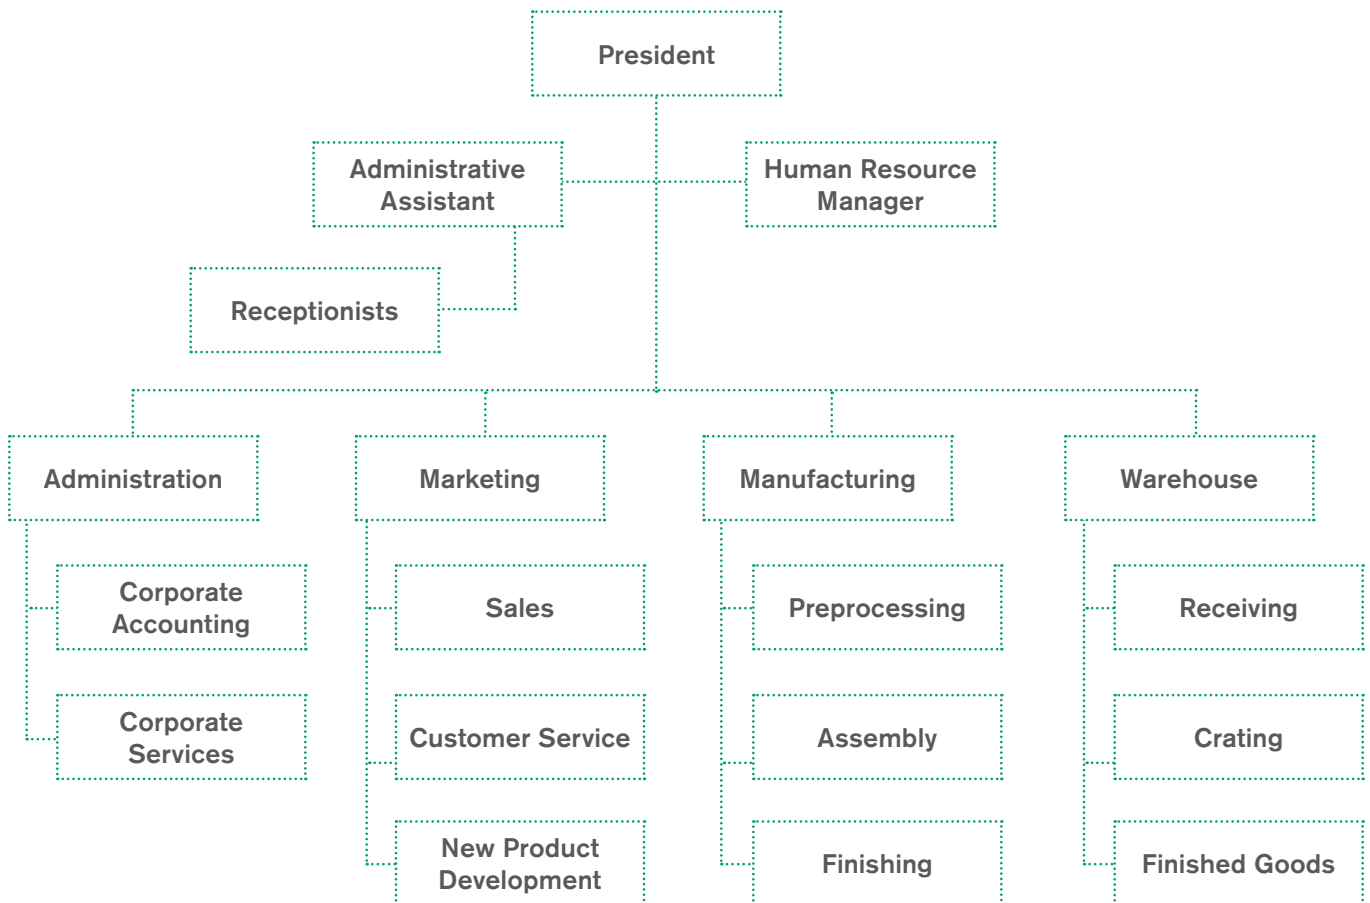 President
Administrative
Assistant
Human Resource
Manager
Receptionists
Administration
Marketing
Manufacturing
Warehouse
Corporate
Accounting
Sales
Preprocessing
Receiving
Corporate
Services
Customer Service
Assembly
Crating
New Product
Development
Finishing
Finished Goods